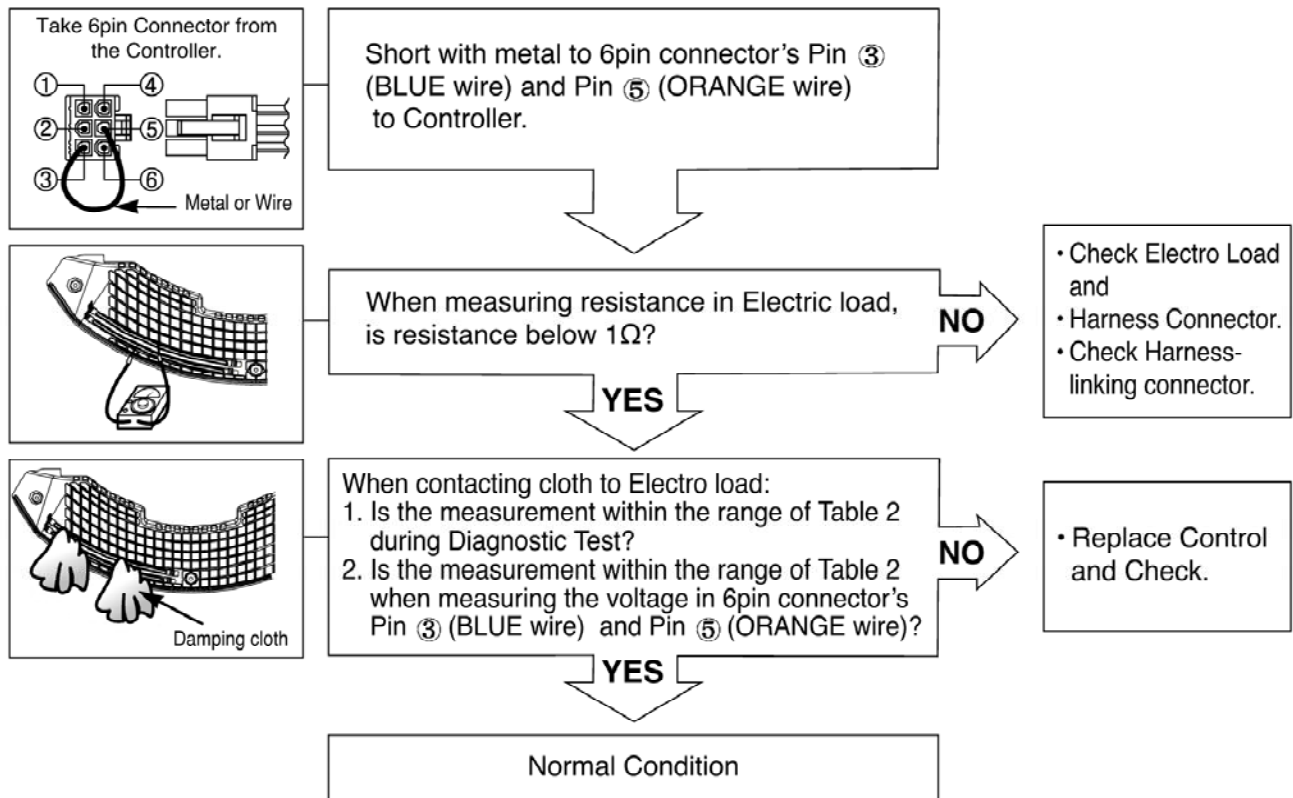 Take 6pin Connector from
the Controller.
①
④
②
⑤
③
⑥
Metal or Wire
Short with metal to 6pin connector's Pin ③
(BLUE wire) and Pin ⑤ (ORANGE wire)
to Controller.
When measuring resistance in Electric load,
is resistance below 1Ω?
NO
• Check Electro Load
and
• Harness Connector.
• Check Harness-
linking connector.
YES
Damping cloth
When contacting cloth to Electro load:
1. Is the measurement within the range of Table 2
during Diagnostic Test?
2. Is the measurement within the range of Table 2
when measuring the voltage in 6pin connector's
Pin ③ (BLUE wire) and Pin ⑤ (ORANGE wire)?
NO
• Replace Control
and Check.
YES
Normal Condition